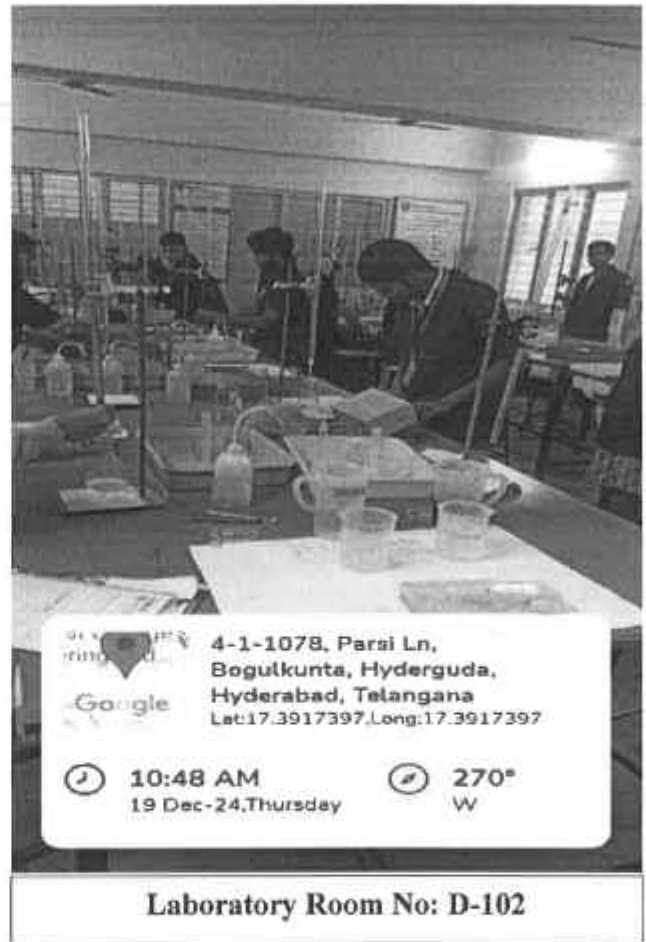 4-1-1078, Parsi Ln,
Bogulkunta, Hyderguda,
Hyderabad, Telangana
Lat:17.3917397,Long:17.3917397
Google
10:48 AM
19 Dec-24,Thursday
270°
W
Laboratory Room No: D-102